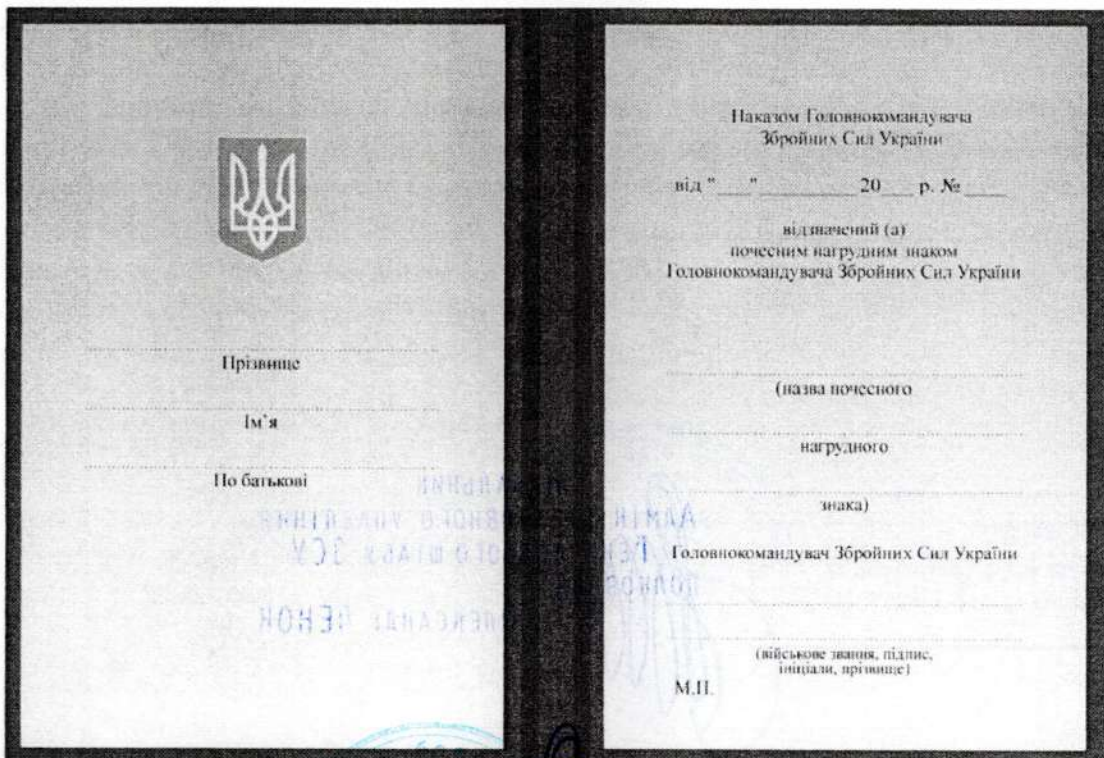 Прізвище
Ім'я
По батькові
Наказом Головнокомандувача
Збройних Сил України
від "___" __________ 20___ р. № ____
відзначений (а)
почесним нагрудним знаком
Головнокомандувача Збройних Сил України
(назва почесного
нагрудного
знака)
Головнокомандувач Збройних Сил України
(військове звання, підпис,
ініціали, прізвище)
М.П.